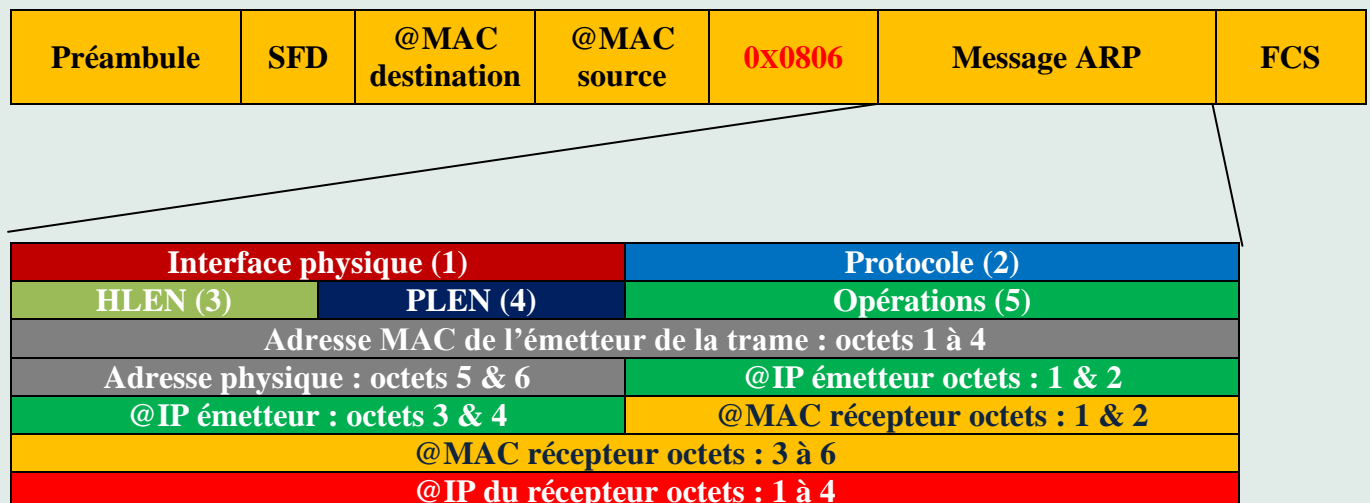 Préambule SFD @MAC destination @MAC source 0x0806 Message ARP FCS
Interface physique (1) Protocole (2)
HLEN (3) PLEN (4) Opérations (5)
Adresse MAC de l’émetteur de la trame : octets 1 à 4
Adresse physique : octets 5 & 6 @IP émetteur octets : 1 & 2
@IP émetteur : octets 3 & 4 @MAC récepteur octets : 1 & 2
@MAC récepteur octets : 3 à 6
@IP du récepteur octets : 1 à 4